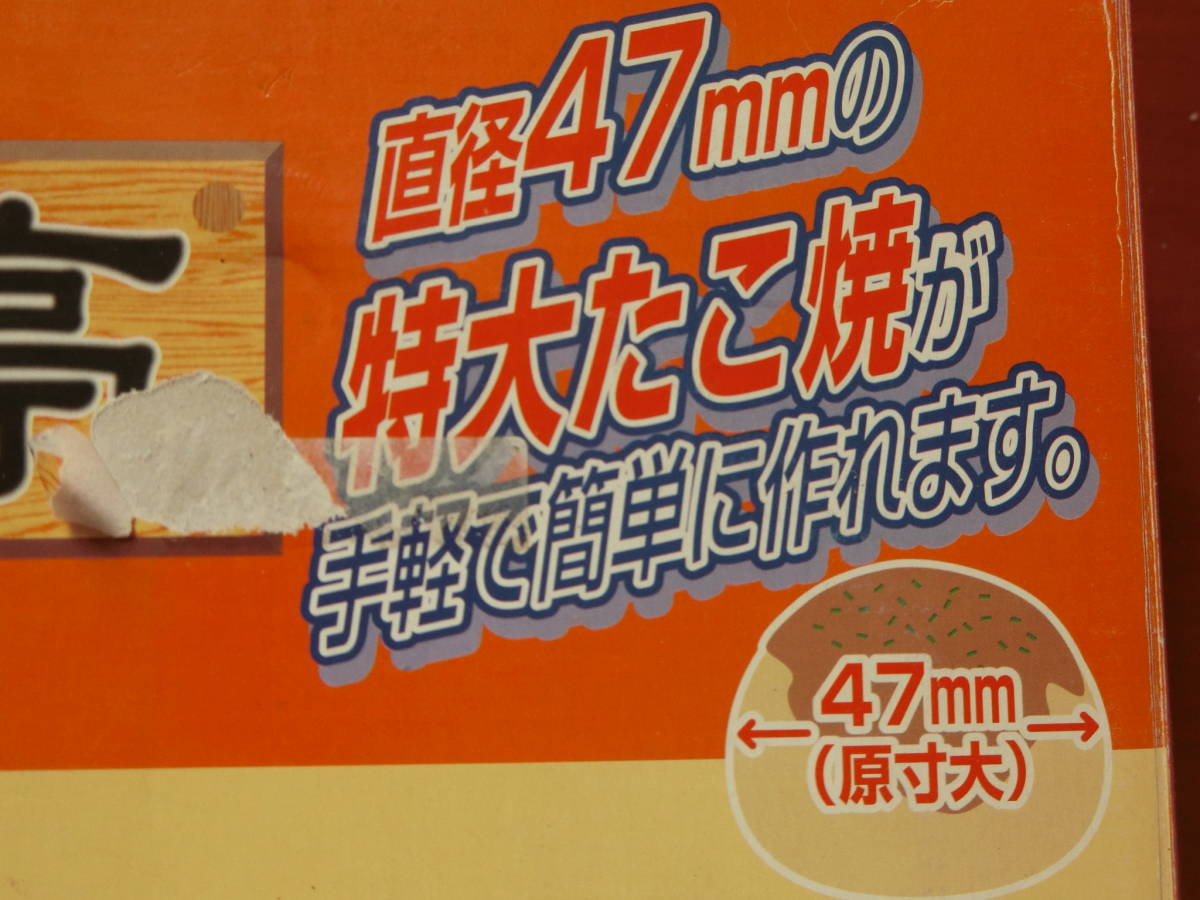 直径47mmの
特大たこ焼が
手軽で簡単に作れます。
亭
47mm
(原寸大)